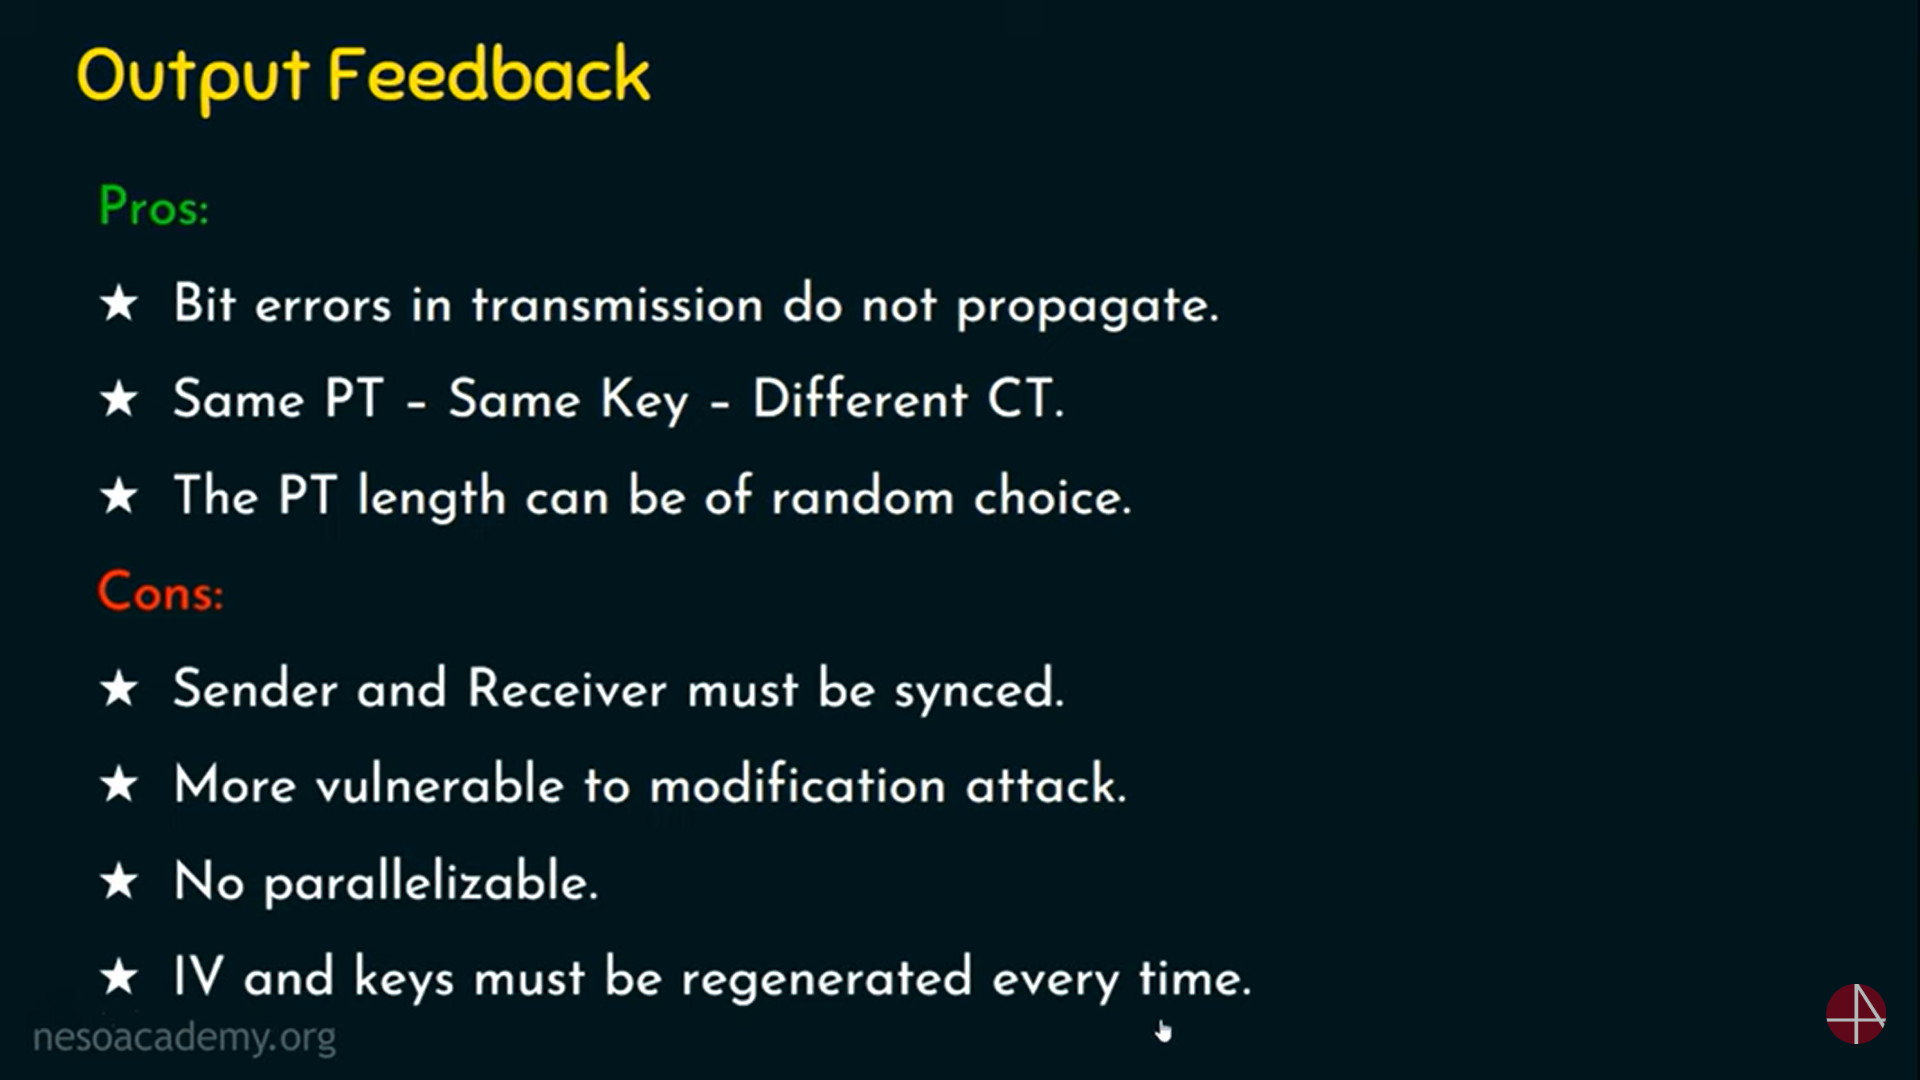 Output Feedback
Pros:
★ Bit errors in transmission do not propagate.
★ Same PT – Same Key – Different CT.
★ The PT length can be of random choice.
Cons:
★ Sender and Receiver must be synced.
★ More vulnerable to modification attack.
★ No parallelizable.
★ IV and keys must be regenerated every time.
nesoacademy.org